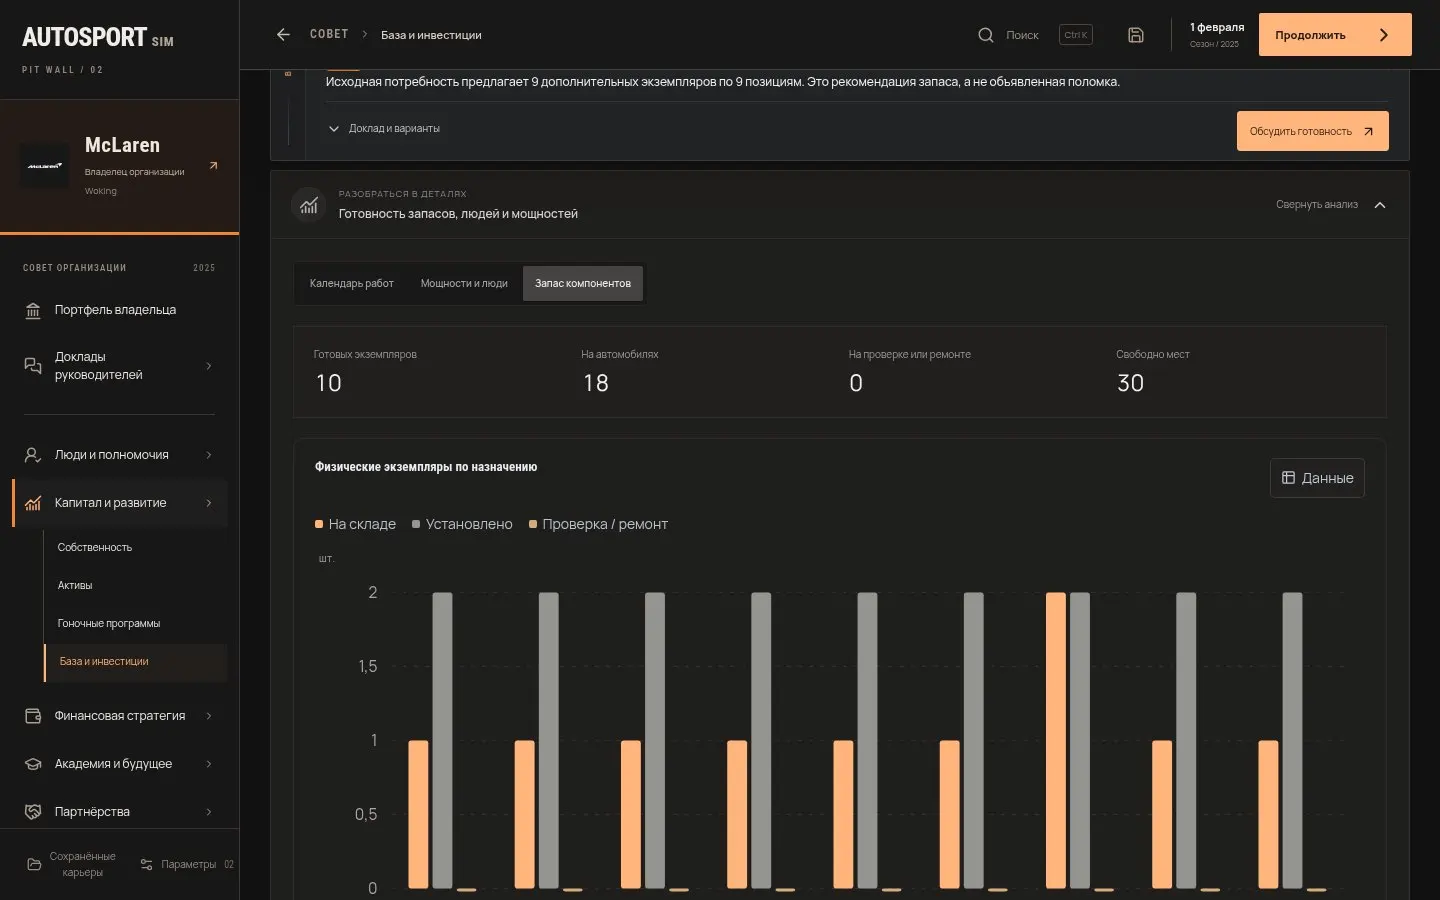 AUTOSPORT SIM
PIT WALL / 02
McLaren
McLaren
Владелец организации
Woking
СОВЕТ ОРГАНИЗАЦИИ 2025
Портфель владельца
Доклады
руководителей
Люди и полномочия
Капитал и развитие
Собственность
Активы
Гоночные программы
База и инвестиции
Финансовая стратегия
Академия и будущее
Партнёрства
Сохранённые
карьеры
Параметры 02
СОВЕТ
База и инвестиции
Поиск
Ctrl K
1 февраля
Сезон / 2025
Продолжить
Исходная потребность предлагает 9 дополнительных экземпляров по 9 позициям. Это рекомендация запаса, а не объявленная поломка.
Доклад и варианты
Обсудить готовность
РАЗОБРАТЬСЯ В ДЕТАЛЯХ
Готовность запасов, людей и мощностей
Свернуть анализ
Календарь работ
Мощности и люди
Запас компонентов
Готовых экземпляров
10
На автомобилях
18
На проверке или ремонте
0
Свободно мест
30
Физические экземпляры по назначению
Данные
На складе
Установлено
Проверка / ремонт
шт.
2
1,5
1
0,5
0